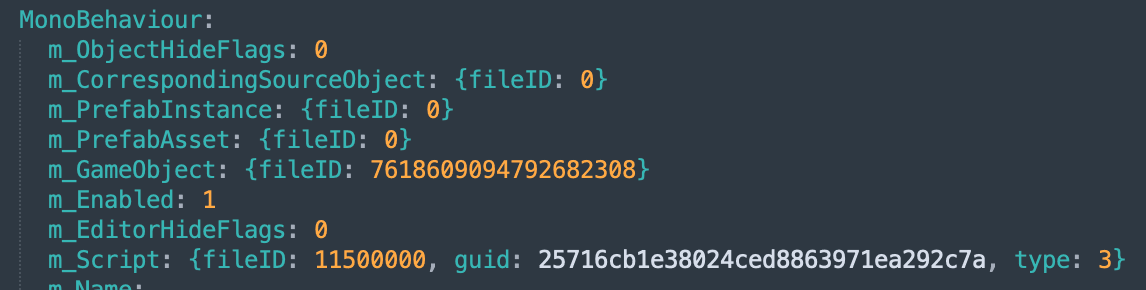 MonoBehaviour:
m_ObjectHideFlags: 0
m_CorrespondingSourceObject: {fileID: 0}
m_PrefabInstance: {fileID: 0}
m_PrefabAsset: {fileID: 0}
m_GameObject: {fileID: 7618609094792682308}
m_Enabled: 1
m_EditorHideFlags: 0
m_Script: {fileID: 11500000, guid: 25716cb1e38024ced8863971ea292c7a, type: 3}
m_Name: